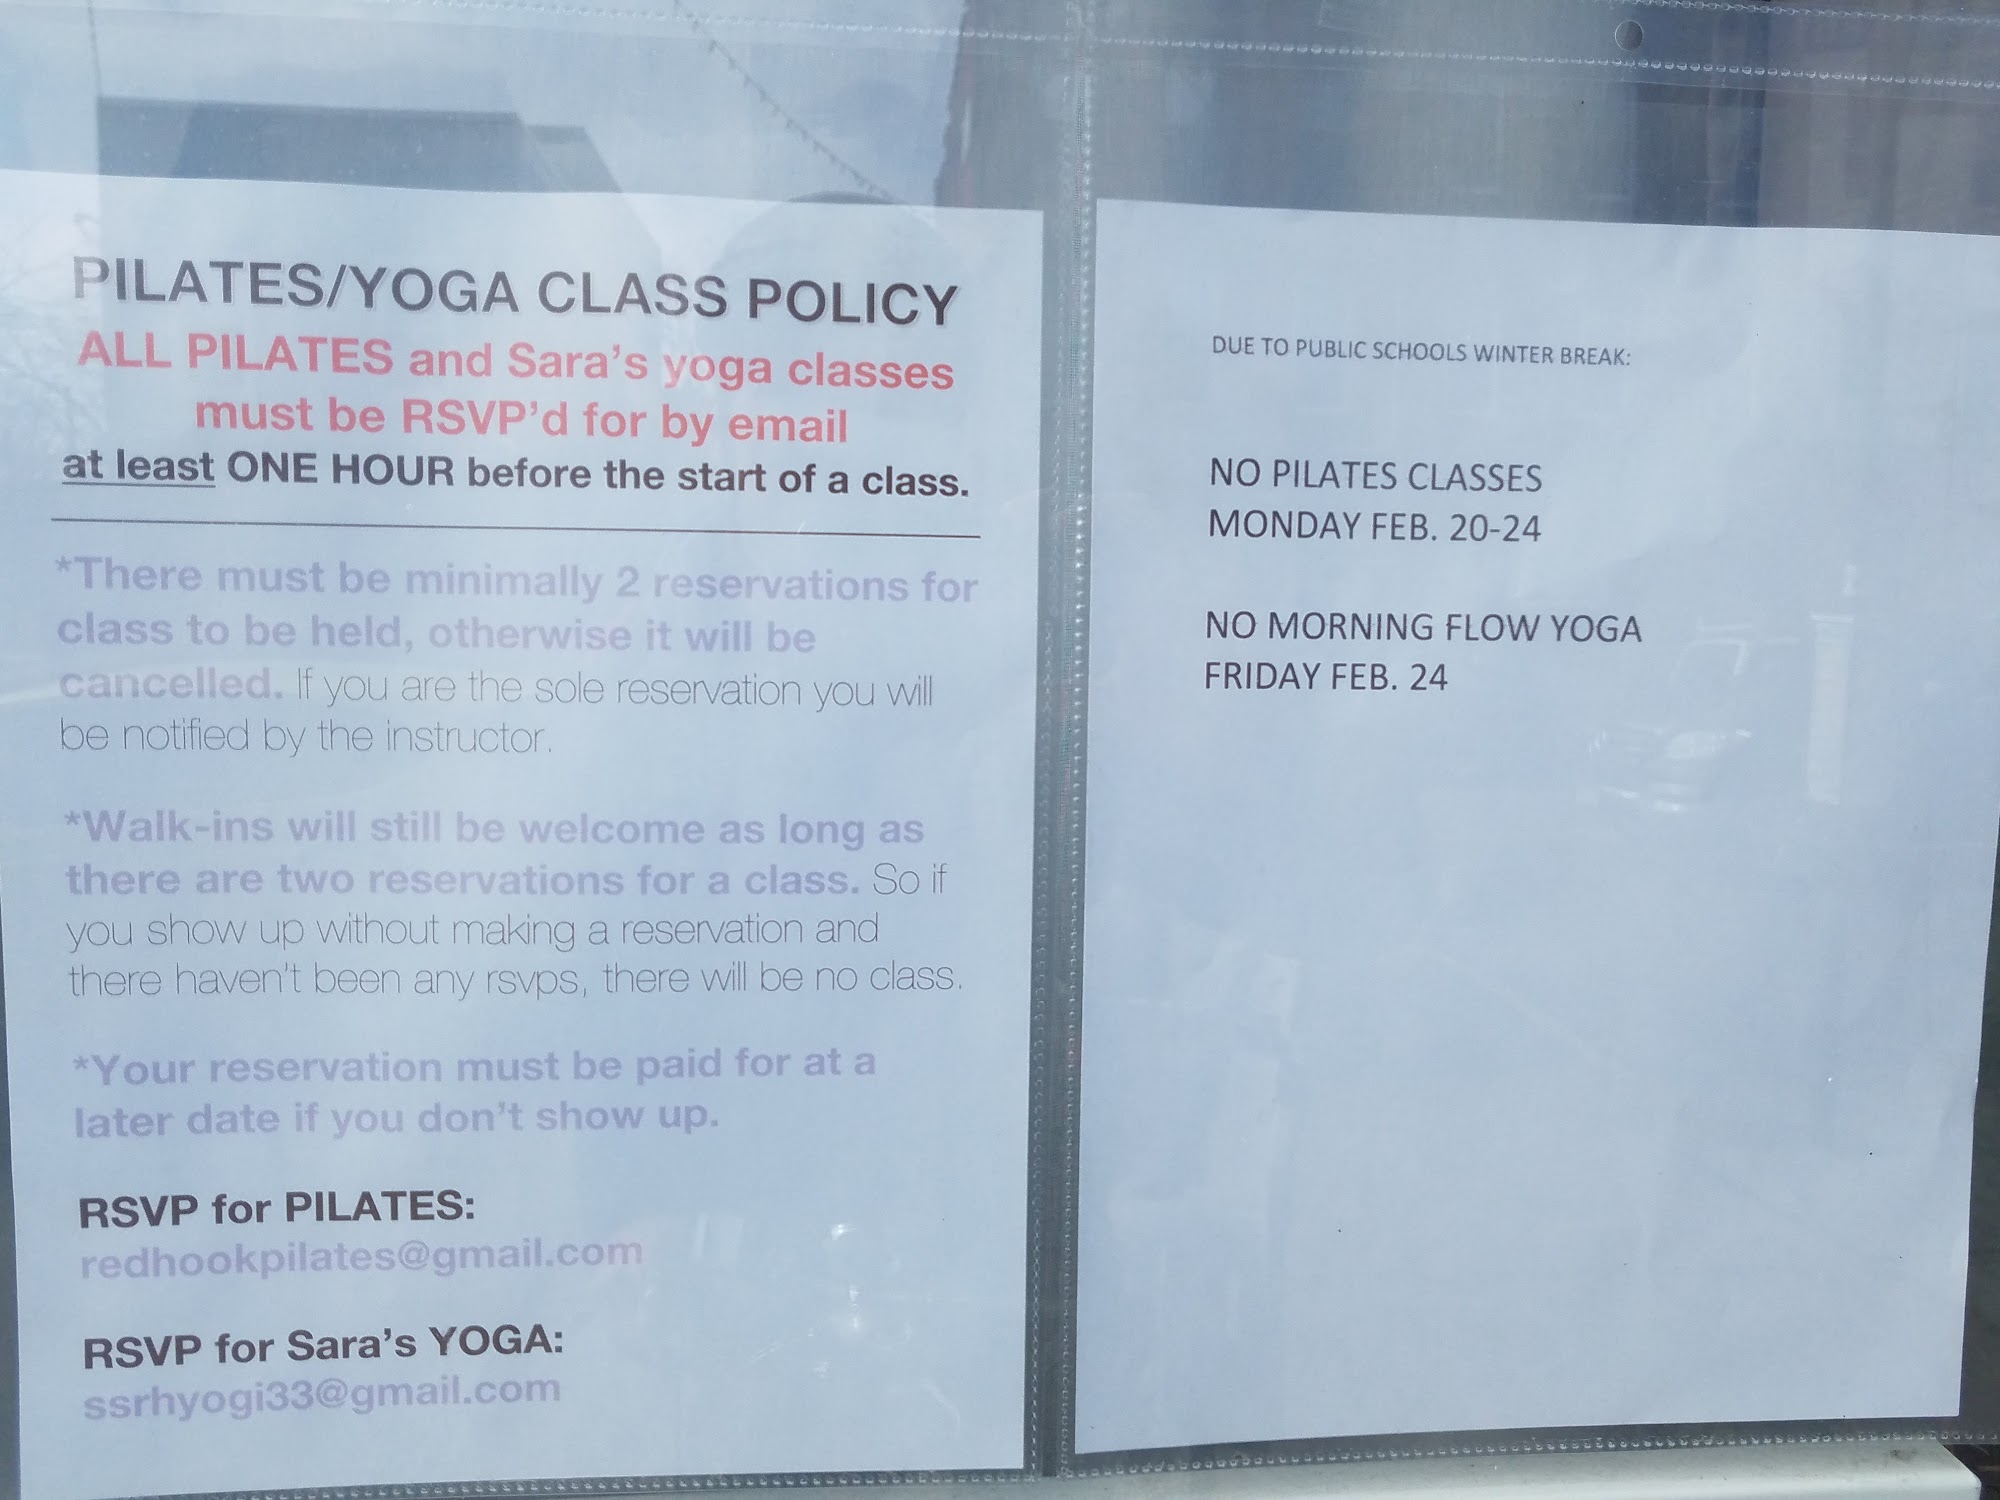 PILATES/YOGA CLASS POLICY
ALL PILATES and Sara's yoga classes
must be RSVP'd for by email
at least ONE HOUR before the start of a class.
*There must be minimally 2 reservations for
class to be held, otherwise it will be
cancelled. If you are the sole reservation you will
be notified by the instructor.
*Walk-ins will still be welcome as long as
there are two reservations for a class. So if
you show up without making a reservation and
there haven't been any rsvps, there will be no class.
*Your reservation must be paid for at a
later date if you don't show up.
RSVP for PILATES:
redhookpilates@gmail.com
RSVP for Sara's YOGA:
ssrhyogi33@gmail.com
DUE TO PUBLIC SCHOOLS WINTER BREAK:
NO PILATES CLASSES
MONDAY FEB. 20-24
NO MORNING FLOW YOGA
FRIDAY FEB. 24